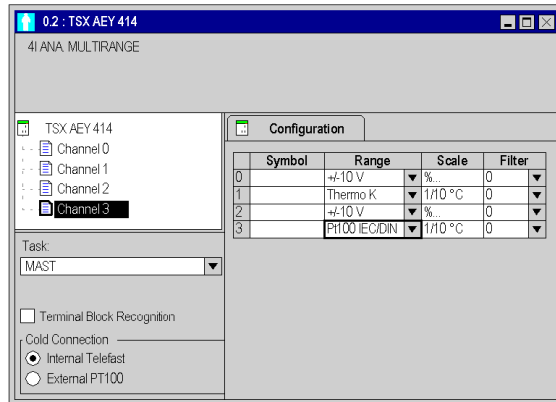 0.2 : TSX AEY 414
4I ANA. MULTIRANGE
TSX AEY 414
Channel 0
Channel 1
Channel 2
Channel 3
Task:
MAST
Terminal Block Recognition
Cold Connection
Internal Telefast
External PT100
Configuration
Symbol Range Scale Filter
0 +/-10 V %... 0
1 Thermo K 1/10 °C 0
2 +/-10 V %... 0
3 Pt100 IEC/DIN 1/10 °C 0